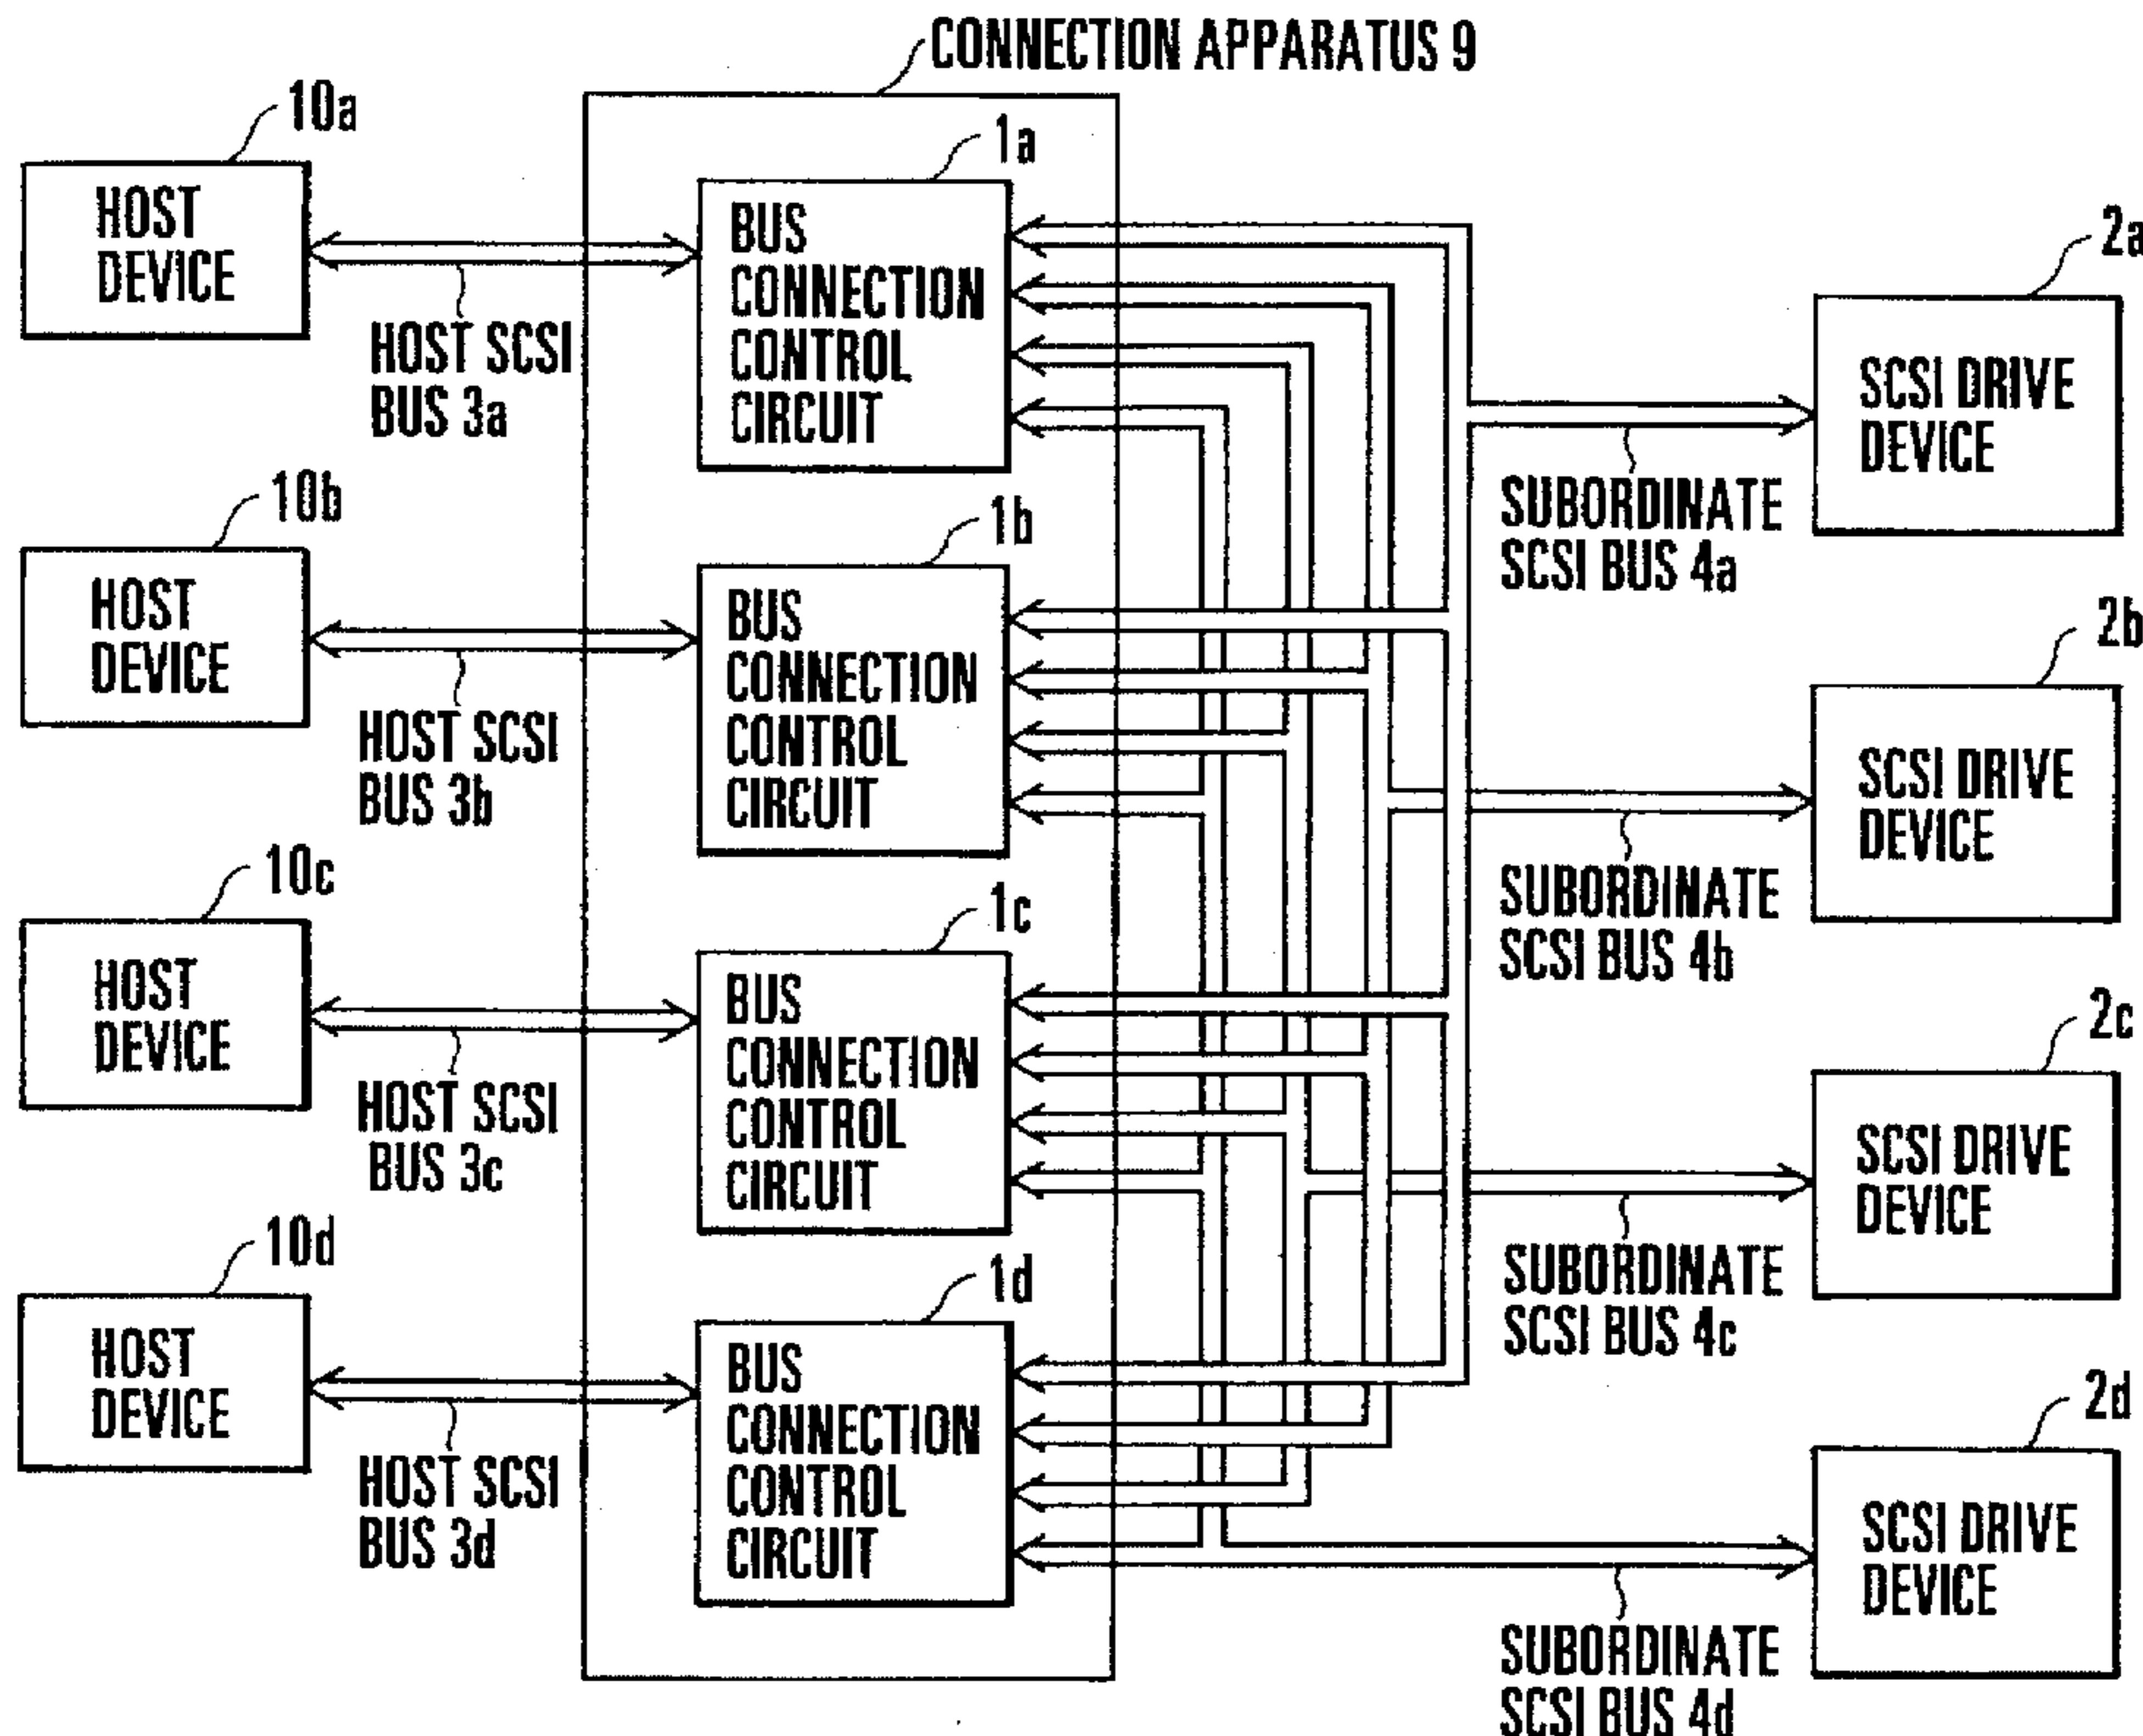 CONNECTION APPARATUS 9
10a
HOST
DEVICE
HOST SCSI
BUS 3a
1a
BUS
CONNECTION
CONTROL
CIRCUIT
2a
SCSI DRIVE
DEVICE
SUBORDINATE
SCSI BUS 4a
10b
HOST
DEVICE
HOST SCSI
BUS 3b
1b
BUS
CONNECTION
CONTROL
CIRCUIT
2b
SCSI DRIVE
DEVICE
SUBORDINATE
SCSI BUS 4b
10c
HOST
DEVICE
HOST SCSI
BUS 3c
1c
BUS
CONNECTION
CONTROL
CIRCUIT
2c
SCSI DRIVE
DEVICE
SUBORDINATE
SCSI BUS 4c
10d
HOST
DEVICE
HOST SCSI
BUS 3d
1d
BUS
CONNECTION
CONTROL
CIRCUIT
2d
SCSI DRIVE
DEVICE
SUBORDINATE
SCSI BUS 4d